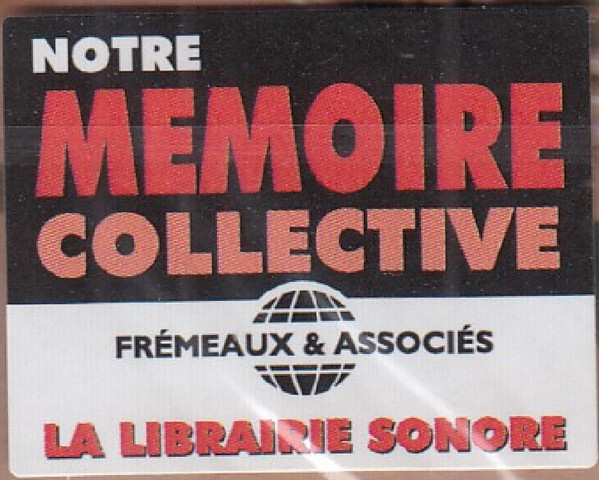 NOTRE
MEMOIRE
COLLECTIVE
FRÉMEAUX & ASSOCIÉS
LA LIBRAIRIE SONORE